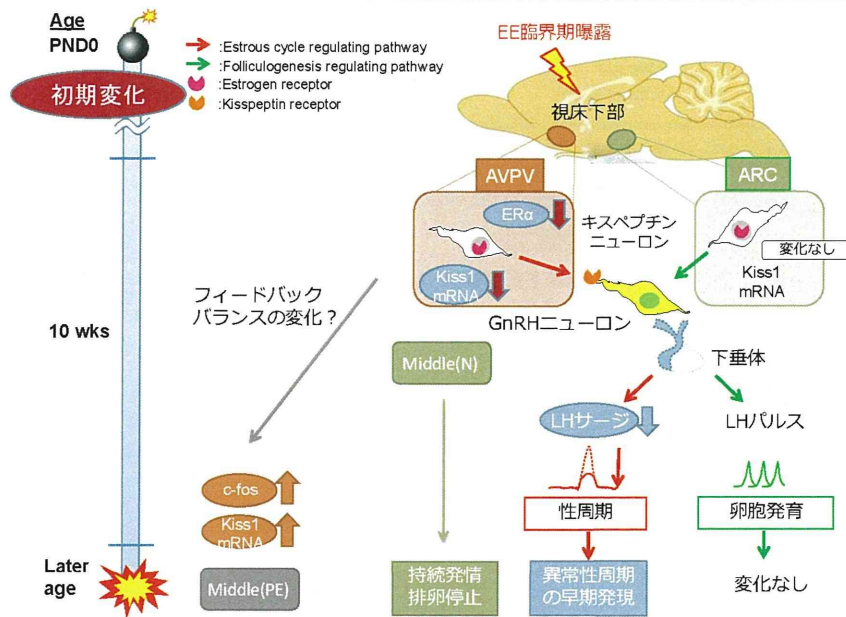 Age
PND0
初期変化
:Estrous cycle regulating pathway
:Folliculogenesis regulating pathway
:Estrogen receptor
:Kisspeptin receptor
EE臨界期曝露
視床下部
AVPV
ARC
ERα
Kiss1
mRNA
キスペプチン
ニューロン
変化なし
Kiss1
mRNA
GnRHニューロン
下垂体
フィードバック
バランスの変化？
10 wks
Middle(N)
LHサージ
LHパルス
c-fos
Kiss1
mRNA
性周期
卵胞発育
Later
age
Middle(PE)
持続発情
排卵停止
異常性周期
の早期発現
変化なし